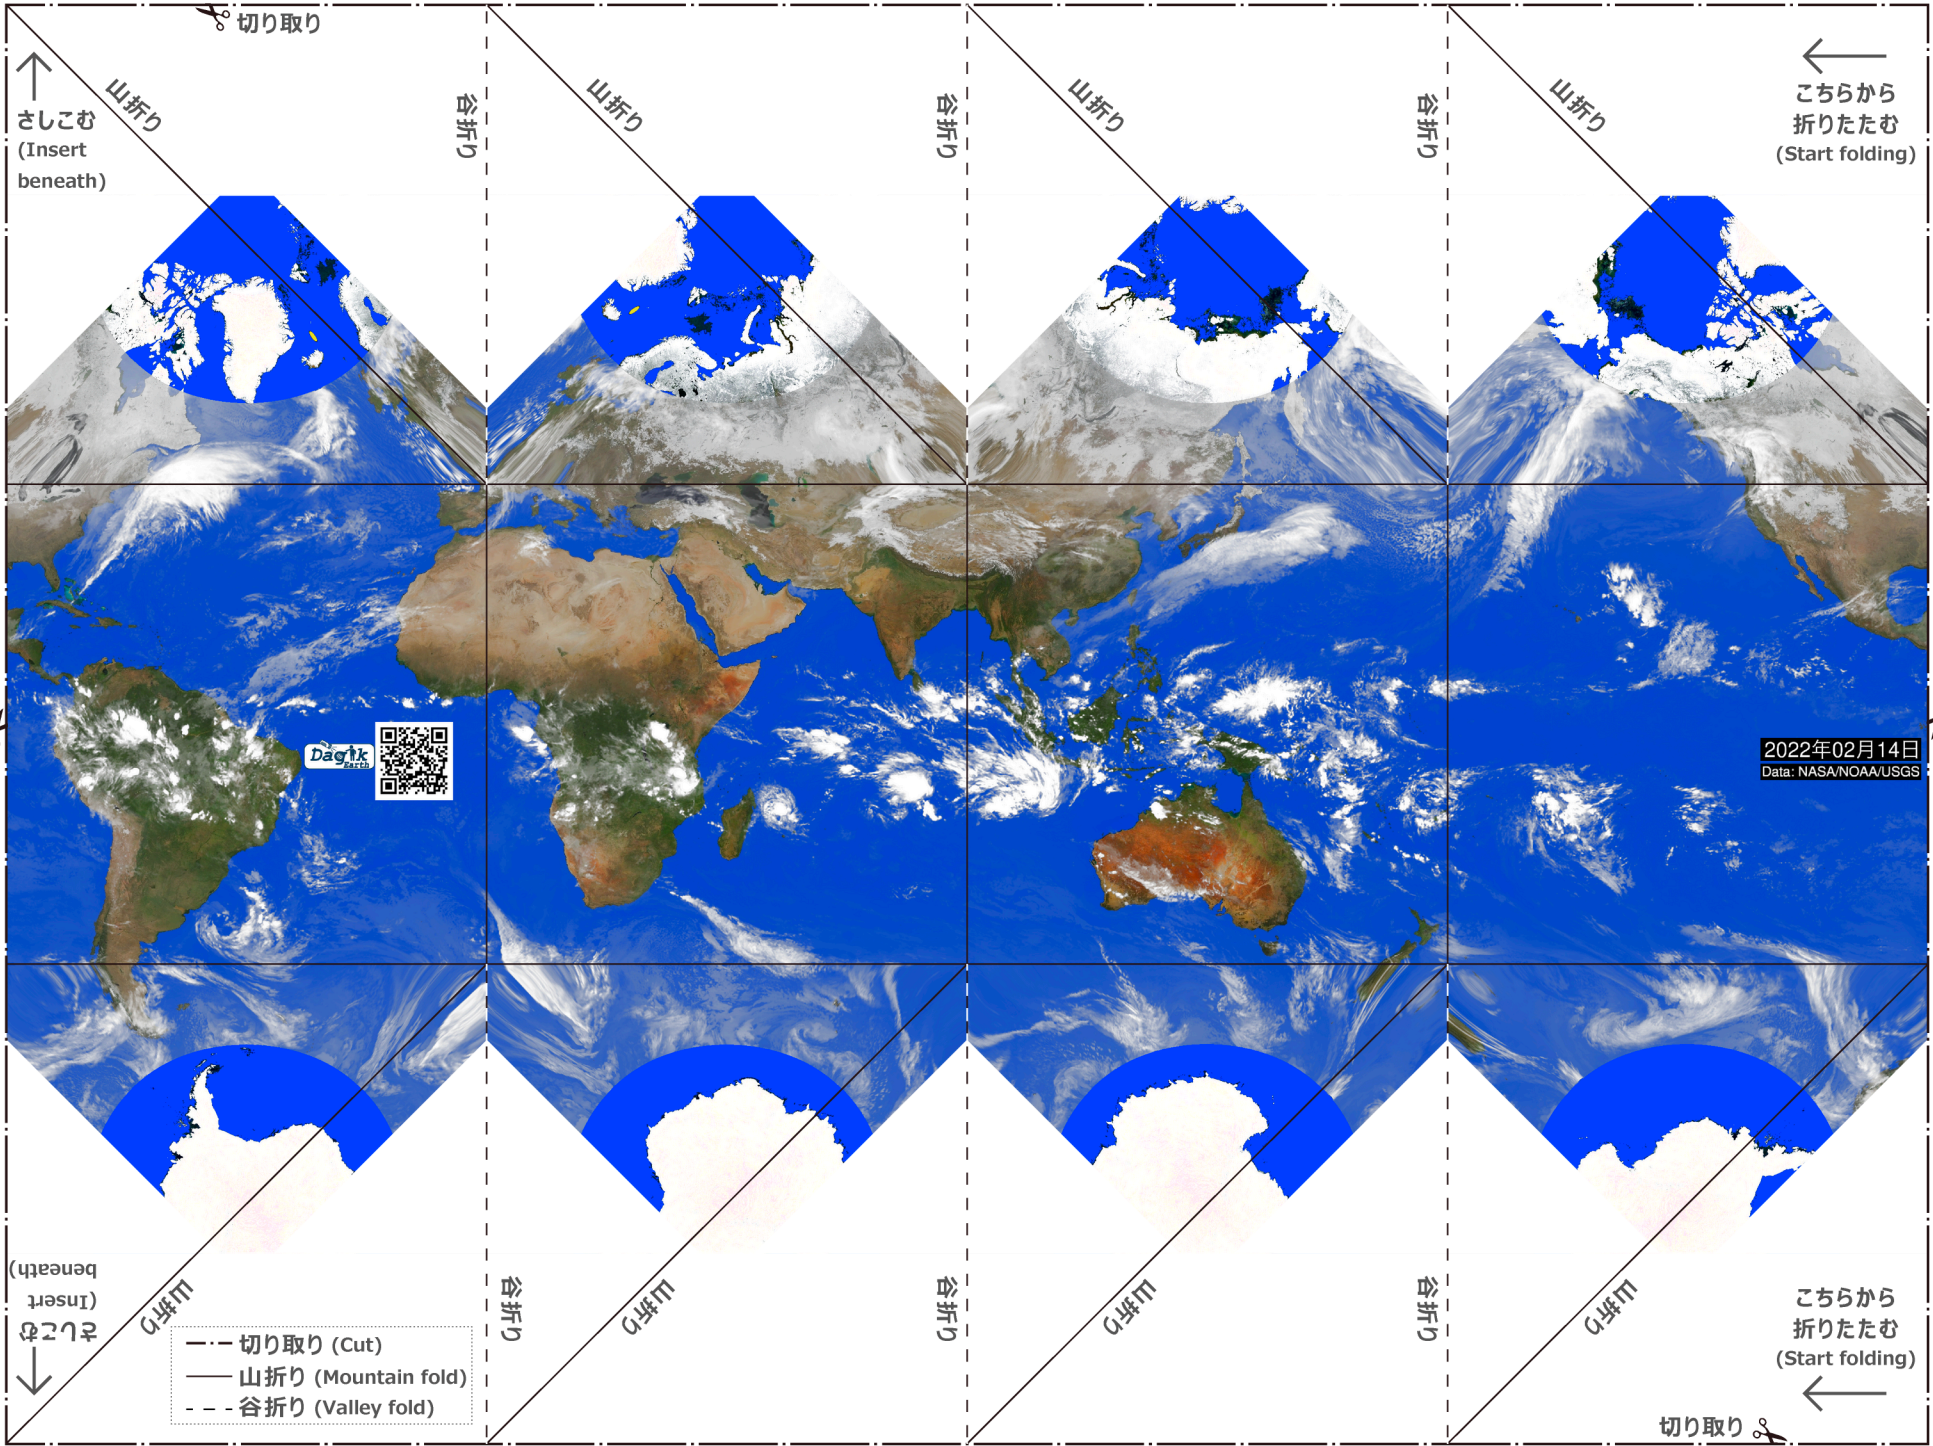 切り取り
さしこむ
(Insert
beneath)
山折り
谷折り
山折り
谷折り
山折り
谷折り
山折り
こちらから
折りたたむ
(Start folding)
Dagik
Earth
2022年02月14日
Data: NASA/NOAA/USGS
さしこむ
(Insert
beneath)
山折り
谷折り
山折り
谷折り
山折り
谷折り
山折り
こちらから
折りたたむ
(Start folding)
切り取り (Cut)
山折り (Mountain fold)
谷折り (Valley fold)
切り取り